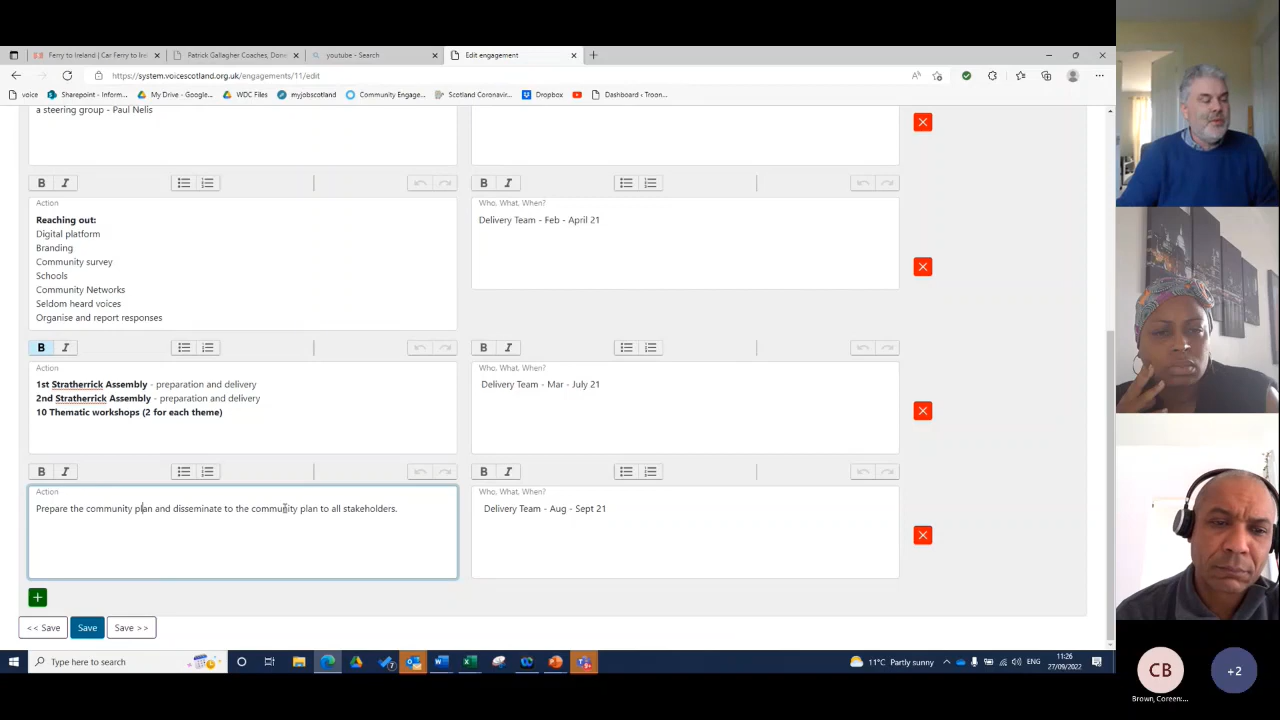 Ferry to Ireland | Car Ferry to Ire
Patrick Gallagher Coaches, Done
youtube - Search
Edit engagement
https://system.voicescotland.org.uk/engagements/11/edit
voice
Sharepoint - Inform...
My Drive - Google...
WDC Files
myjobscotland
Community Engage...
Scotland Coronavir...
Dropbox
Dashboard ‹ Troon...
a steering group - Paul Nelis
B I
B I
Action
Who, What, When?
Reaching out:
Delivery Team - Feb - April 21
Digital platform
Branding
Community survey
Schools
Community Networks
Seldom heard voices
Organise and report responses
B I
B I
Action
Who, What, When?
1st Stratherrick Assembly - preparation and delivery
Delivery Team - Mar - July 21
2nd Stratherrick Assembly - preparation and delivery
10 Thematic workshops (2 for each theme)
B I
B I
Action
Who, What, When?
Prepare the community plan and disseminate to the community plan to all stakeholders.
Delivery Team - Aug - Sept 21
<< Save
Save
Save >>
Type here to search
11°C Partly sunny
ENG
11:26
27/09/2022
CB
Brown, Coreen:...
+2